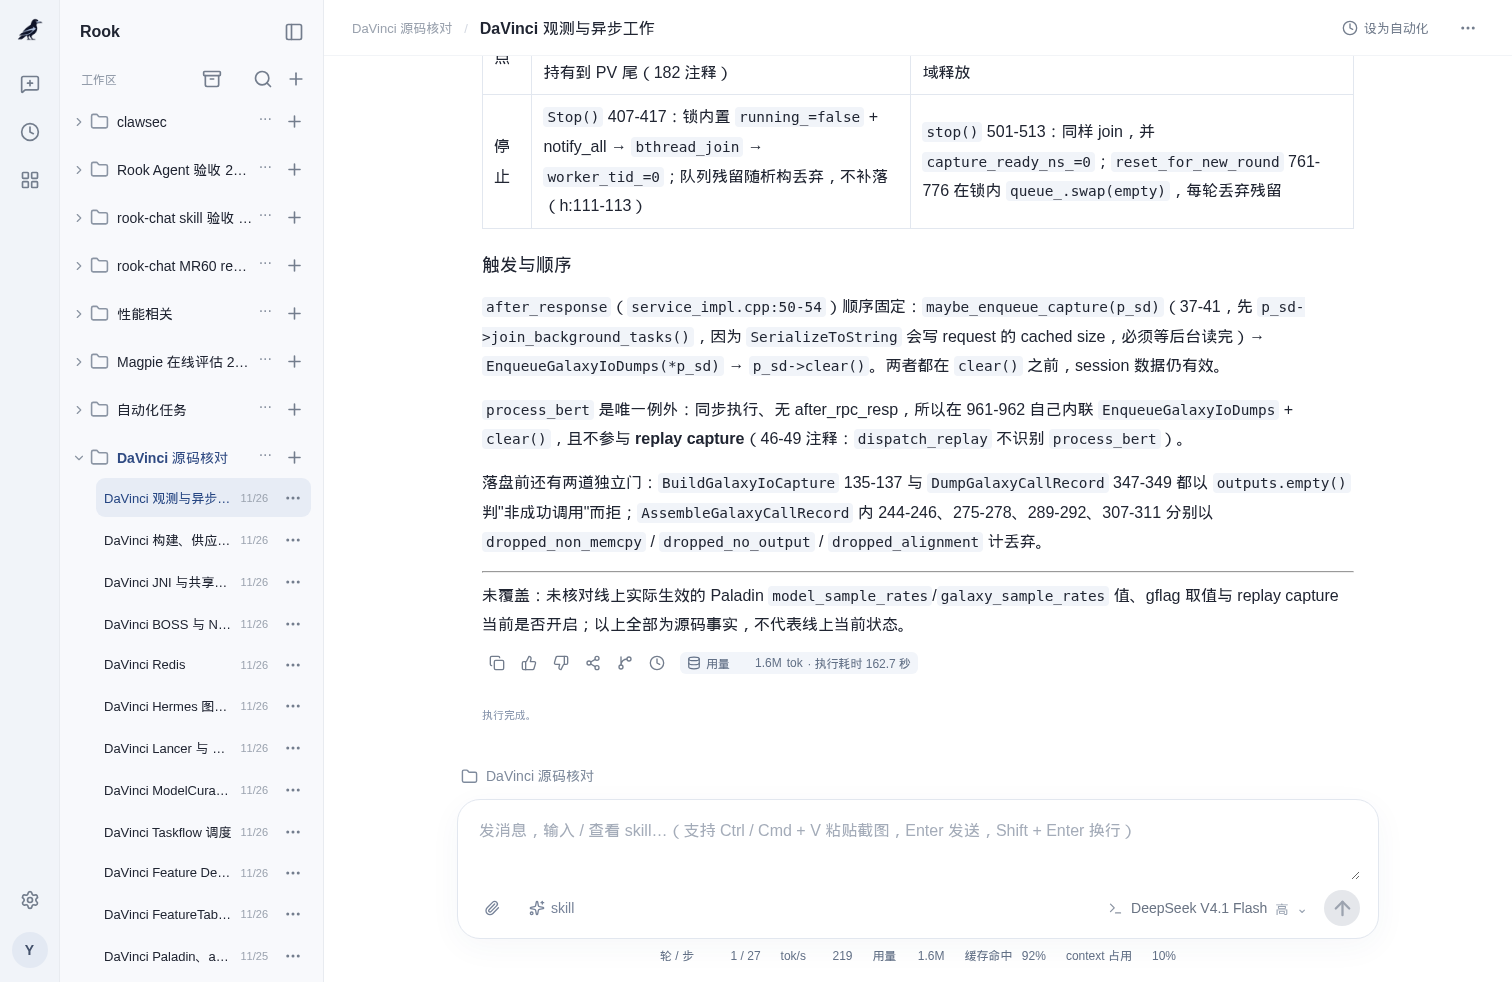 Rook
工作区
clawsec
Rook Agent 验收 2…
rook-chat skill 验收 …
rook-chat MR60 re…
性能相关
Magpie 在线评估 2…
自动化任务
DaVinci 源码核对
DaVinci 观测与异步… 11/26
DaVinci 构建、供应… 11/26
DaVinci JNI 与共享… 11/26
DaVinci BOSS 与 N… 11/26
DaVinci Redis 11/26
DaVinci Hermes 图… 11/26
DaVinci Lancer 与 … 11/26
DaVinci ModelCura… 11/26
DaVinci Taskflow 调度 11/26
DaVinci Feature De… 11/26
DaVinci FeatureTab… 11/26
DaVinci Paladin、a… 11/25
Y
DaVinci 源码核对 / DaVinci 观测与异步工作
设为自动化
点
持有到 PV 尾（182 注释）
域释放
停止
Stop() 407-417：锁内置 running_=false +
notify_all → bthread_join →
worker_tid_=0；队列残留随析构丢弃，不补落
（h:111-113）
stop() 501-513：同样 join，并
capture_ready_ns_=0；reset_for_new_round 761-
776 在锁内 queue_.swap(empty)，每轮丢弃残留
触发与顺序
after_response（service_impl.cpp:50-54）顺序固定：maybe_enqueue_capture(p_sd)（37-41，先 p_sd-
>join_background_tasks()，因为 SerializeToString 会写 request 的 cached size，必须等后台读完）→
EnqueueGalaxyIoDumps(*p_sd) → p_sd->clear()。两者都在 clear() 之前，session 数据仍有效。
process_bert 是唯一例外：同步执行、无 after_rpc_resp，所以在 961-962 自己内联 EnqueueGalaxyIoDumps +
clear()，且不参与 replay capture（46-49 注释：dispatch_replay 不识别 process_bert）。
落盘前还有两道独立门：BuildGalaxyIoCapture 135-137 与 DumpGalaxyCallRecord 347-349 都以 outputs.empty()
判"非成功调用"而拒；AssembleGalaxyCallRecord 内 244-246、275-278、289-292、307-311 分别以
dropped_non_memcpy / dropped_no_output / dropped_alignment 计丢弃。
未覆盖：未核对线上实际生效的 Paladin model_sample_rates/galaxy_sample_rates 值、gflag 取值与 replay capture
当前是否开启；以上全部为源码事实，不代表线上当前状态。
用量 1.6M tok · 执行耗时 162.7 秒
执行完成。
DaVinci 源码核对
发消息，输入 / 查看 skill…（支持 Ctrl / Cmd + V 粘贴截图，Enter 发送，Shift + Enter 换行）
skill
DeepSeek V4.1 Flash 高
轮 / 步 1 / 27 tok/s 219 用量 1.6M 缓存命中 92% context 占用 10%